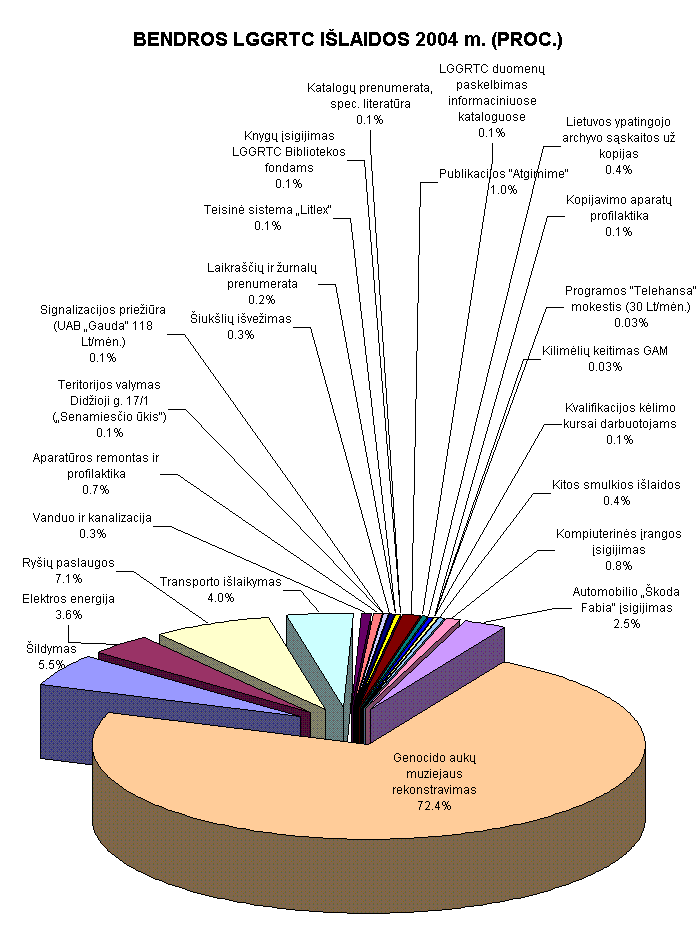 BENDROS LGGRTC IŠLAIDOS 2004 m. (PROC.)
Katalogų prenumerata,
spec. literatūra
0.1%
LGGRTC duomenų
paskelbimas
informaciniuose
kataloguose
0.1%
Knygų įsigijimas
LGGRTC Bibliotekos
fondams
0.1%
Publikacijos "Atgimime"
1.0%
Lietuvos ypatingojo
archyvo sąskaitos už
kopijas
0.4%
Teisinė sistema „Litlex"
0.1%
Kopijavimo aparatų
profilaktika
0.1%
Laikraščių ir žurnalų
prenumerata
0.2%
Šiukšlių išvežimas
0.3%
Programos "Telehansa"
mokestis (30 Lt/mėn.)
0.03%
Signalizacijos priežiūra
(UAB „Gauda" 118
Lt/mėn.)
0.1%
Kilimėlių keitimas GAM
0.03%
Teritorijos valymas
Didžioji g. 17/1
(„Senamiesčio ūkis")
0.1%
Kvalifikacijos kėlimo
kursai darbuotojams
0.1%
Aparatūros remontas ir
profilaktika
0.7%
Kitos smulkios išlaidos
0.4%
Vanduo ir kanalizacija
0.3%
Kompiuterinės įrangos
įsigijimas
0.8%
Ryšių paslaugos
7.1%
Transporto išlaikymas
4.0%
Automobilio „Škoda
Fabia" įsigijimas
2.5%
Elektros energija
3.6%
Šildymas
5.5%
Genocido aukų
muziejaus
rekonstravimas
72.4%